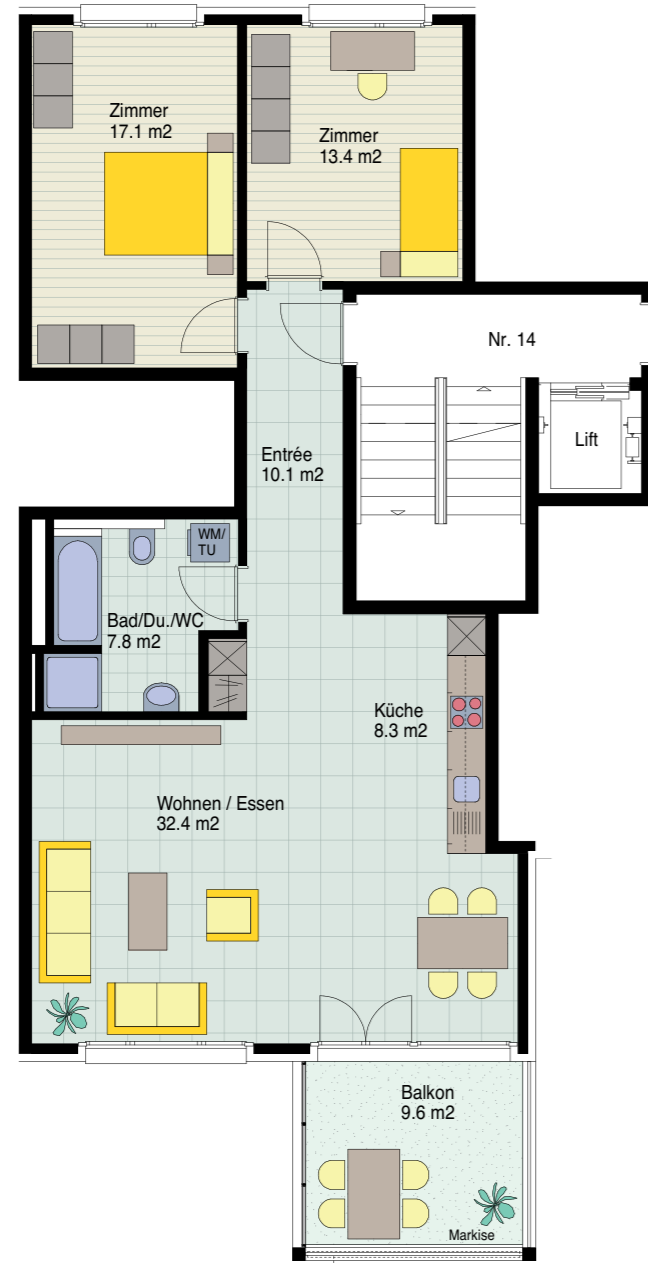 Zimmer
17.1 m2
Zimmer
13.4 m2
Nr. 14
Lift
Entrée
10.1 m2
WM/
TU
Bad/Du./WC
7.8 m2
Küche
8.3 m2
Wohnen / Essen
32.4 m2
Balkon
9.6 m2
Markise